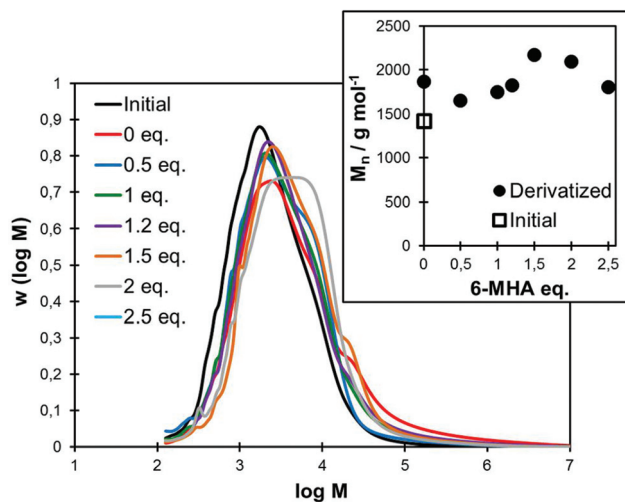 M_n / g mol⁻¹
2500
2000
1500
1000
500
0
Derivatized
Initial
0 0,5 1 1,5 2 2,5
6-MHA eq.
w (log M)
1
0,9
0,8
0,7
0,6
0,5
0,4
0,3
0,2
0,1
0
Initial
0 eq.
0.5 eq.
1 eq.
1.2 eq.
1.5 eq.
2 eq.
2.5 eq.
1 2 3 4 5 6 7
log M